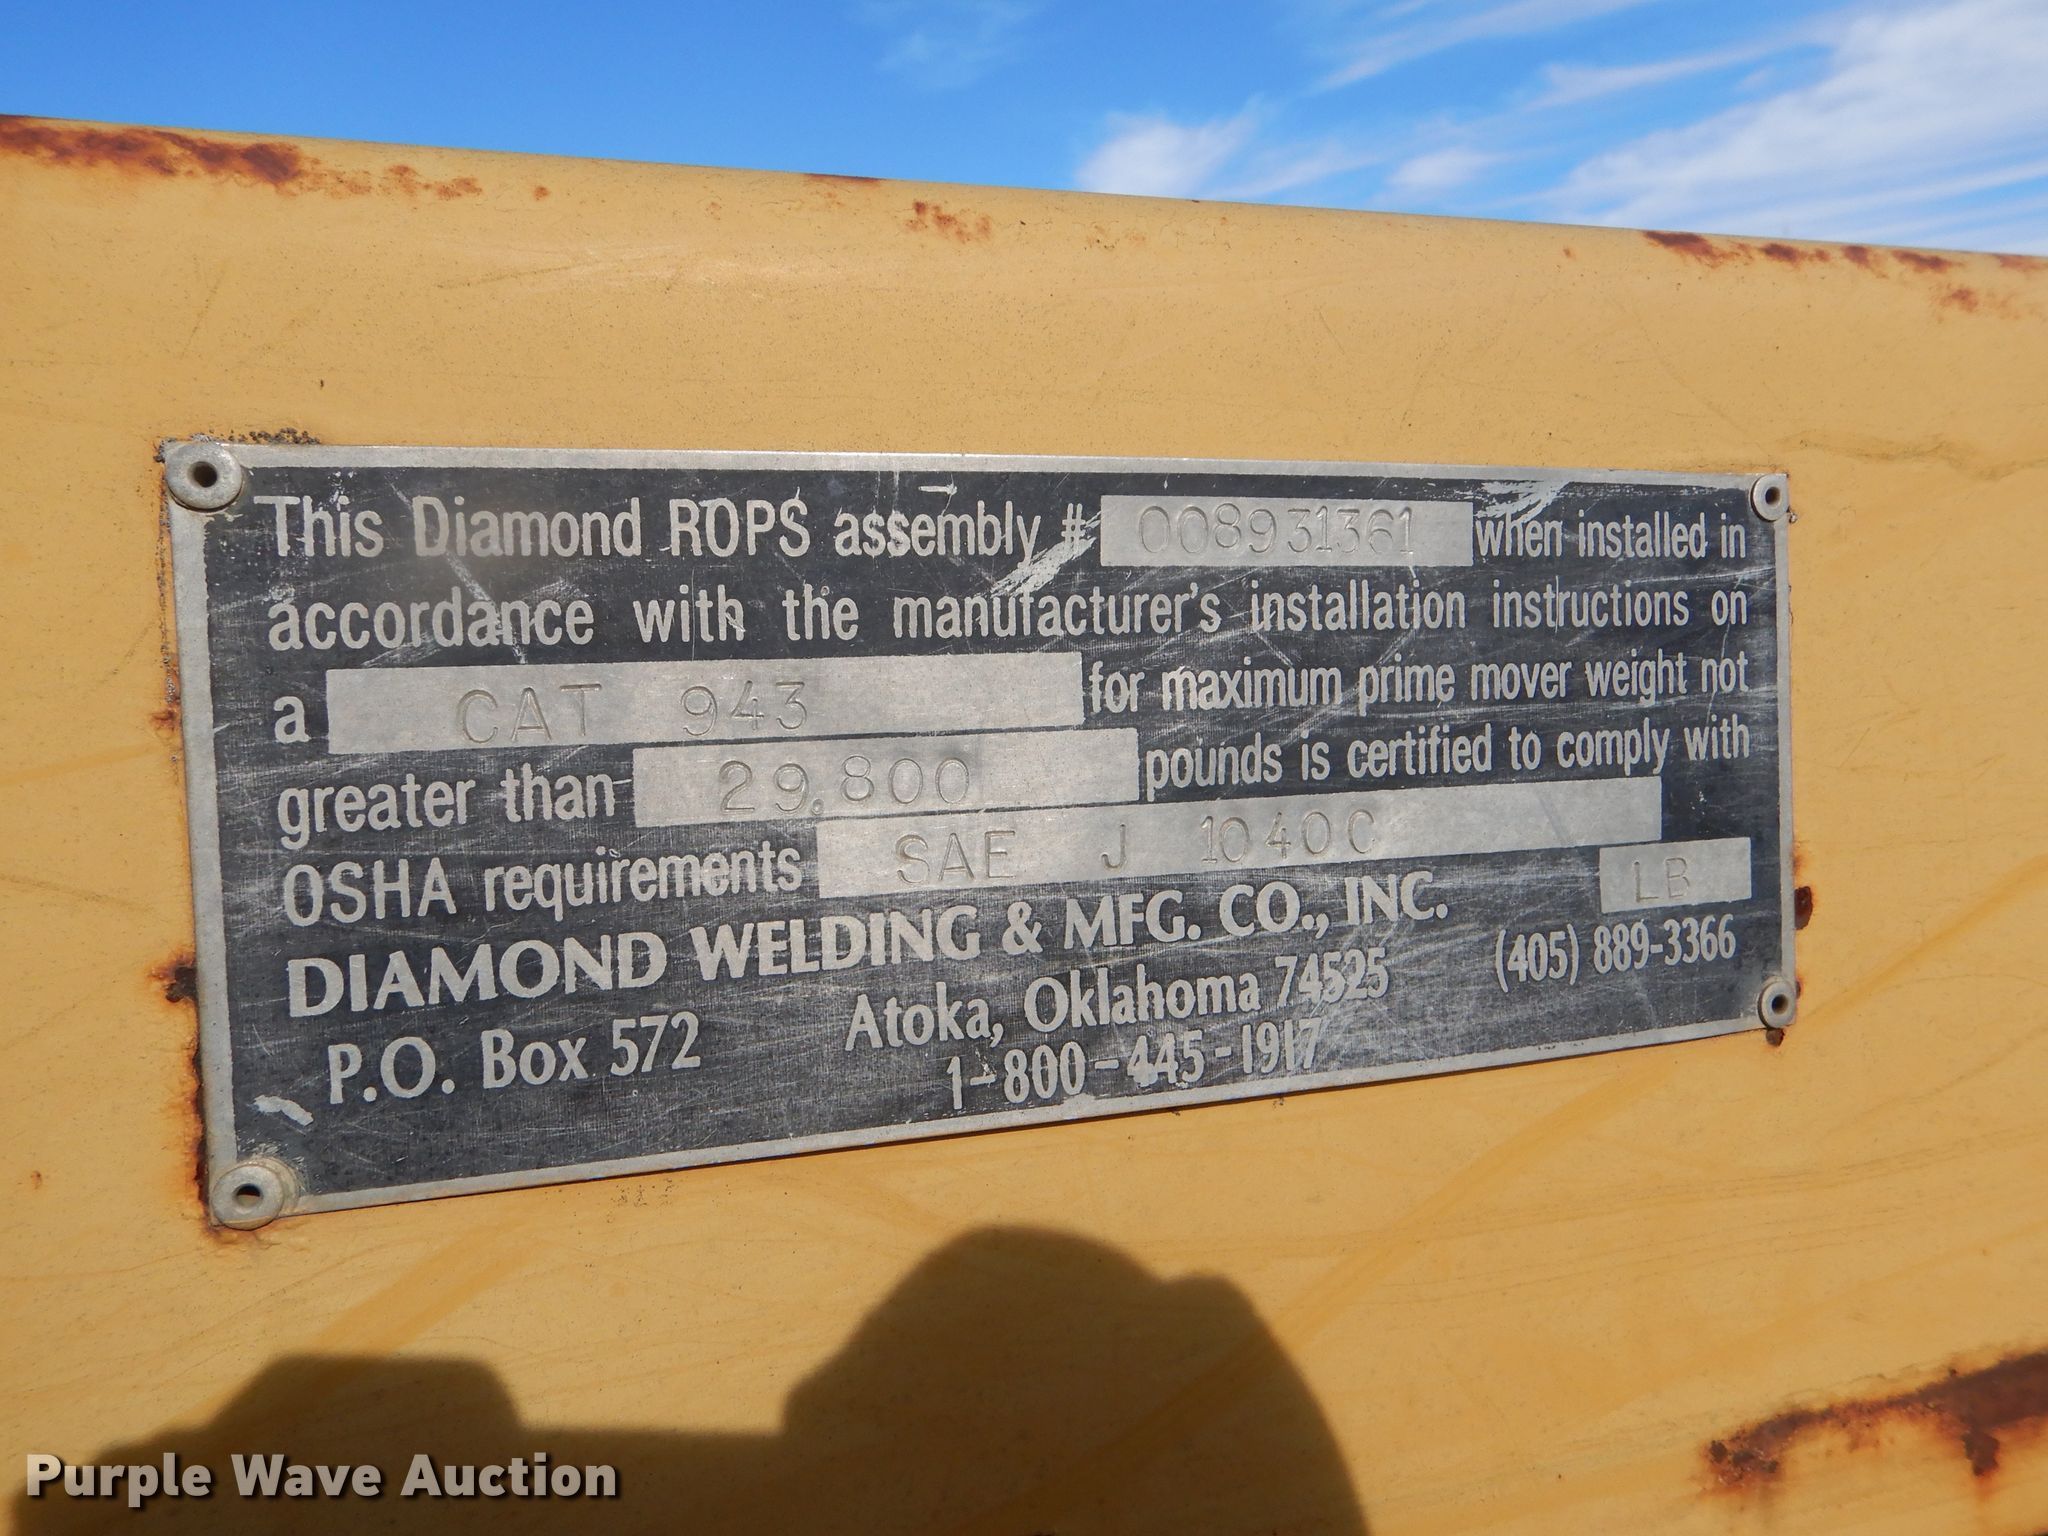 This Diamond ROPS assembly # 008931361 when installed in
accordance with the manufacturer's installation instructions on
a CAT 943 for maximum prime mover weight not
greater than 29,800 pounds is certified to comply with
OSHA requirements SAE J 1040C
LB
DIAMOND WELDING & MFG. CO., INC.
P.O. Box 572 Atoka, Oklahoma 74525 (405) 889-3366
1-800-445-1917
Purple Wave Auction